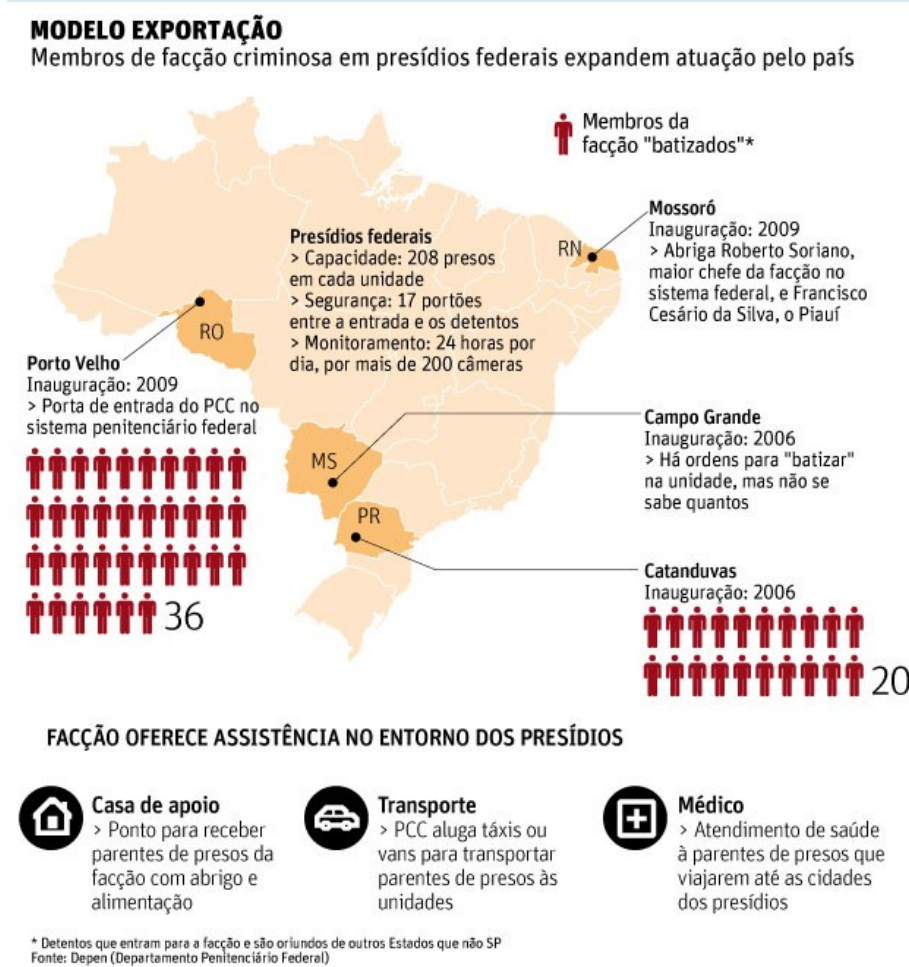 MODELO EXPORTAÇÃO
Membros de facção criminosa em presídios federais expandem atuação pelo país
Membros da
facção "batizados"*
Mossoró
Inauguração: 2009
> Abriga Roberto Soriano,
maior chefe da facção no
sistema federal, e Francisco
Cesário da Silva, o Piauí
RN
Presídios federais
> Capacidade: 208 presos
em cada unidade
> Segurança: 17 portões
entre a entrada e os detentos
> Monitoramento: 24 horas por
dia, por mais de 200 câmeras
RO
Porto Velho
Inauguração: 2009
> Porta de entrada do PCC no
sistema penitenciário federal
36
MS
Campo Grande
Inauguração: 2006
> Há ordens para "batizar"
na unidade, mas não se
sabe quantos
PR
Catanduvas
Inauguração: 2006
20
FACÇÃO OFERECE ASSISTÊNCIA NO ENTORNO DOS PRESÍDIOS
Casa de apoio
> Ponto para receber
parentes de presos da
facção com abrigo e
alimentação
Transporte
> PCC aluga táxis ou
vans para transportar
parentes de presos às
unidades
Médico
> Atendimento de saúde
à parentes de presos que
viajarem até as cidades
dos presídios
* Detentos que entram para a facção e são oriundos de outros Estados que não SP
Fonte: Depen (Departamento Penitenciário Federal)